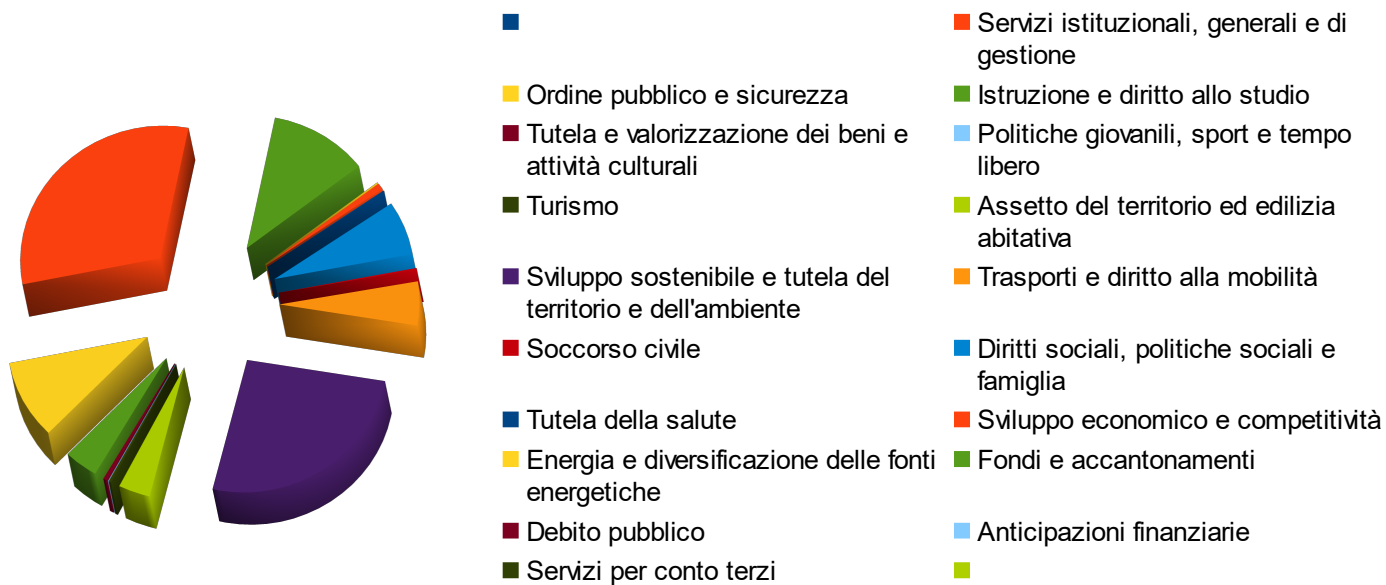 Servizi istituzionali, generali e di
gestione
Ordine pubblico e sicurezza
Istruzione e diritto allo studio
Tutela e valorizzazione dei beni e
attività culturali
Politiche giovanili, sport e tempo
libero
Turismo
Assetto del territorio ed edilizia
abitativa
Sviluppo sostenibile e tutela del
territorio e dell'ambiente
Trasporti e diritto alla mobilità
Soccorso civile
Diritti sociali, politiche sociali e
famiglia
Tutela della salute
Sviluppo economico e competitività
Energia e diversificazione delle fonti
energetiche
Fondi e accantonamenti
Debito pubblico
Anticipazioni finanziarie
Servizi per conto terzi